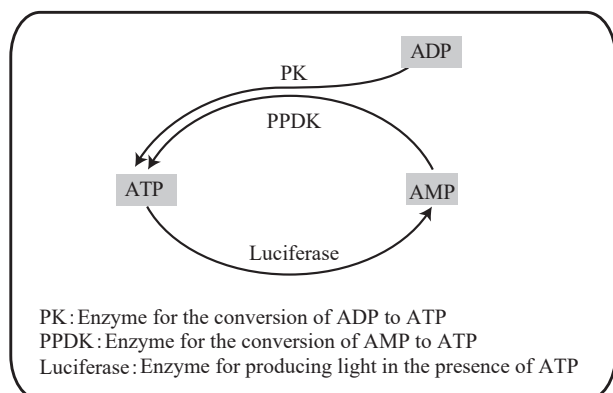 ADP
PK
PPDK
ATP
AMP
Luciferase
PK：Enzyme for the conversion of ADP to ATP
PPDK：Enzyme for the conversion of AMP to ATP
Luciferase：Enzyme for producing light in the presence of ATP